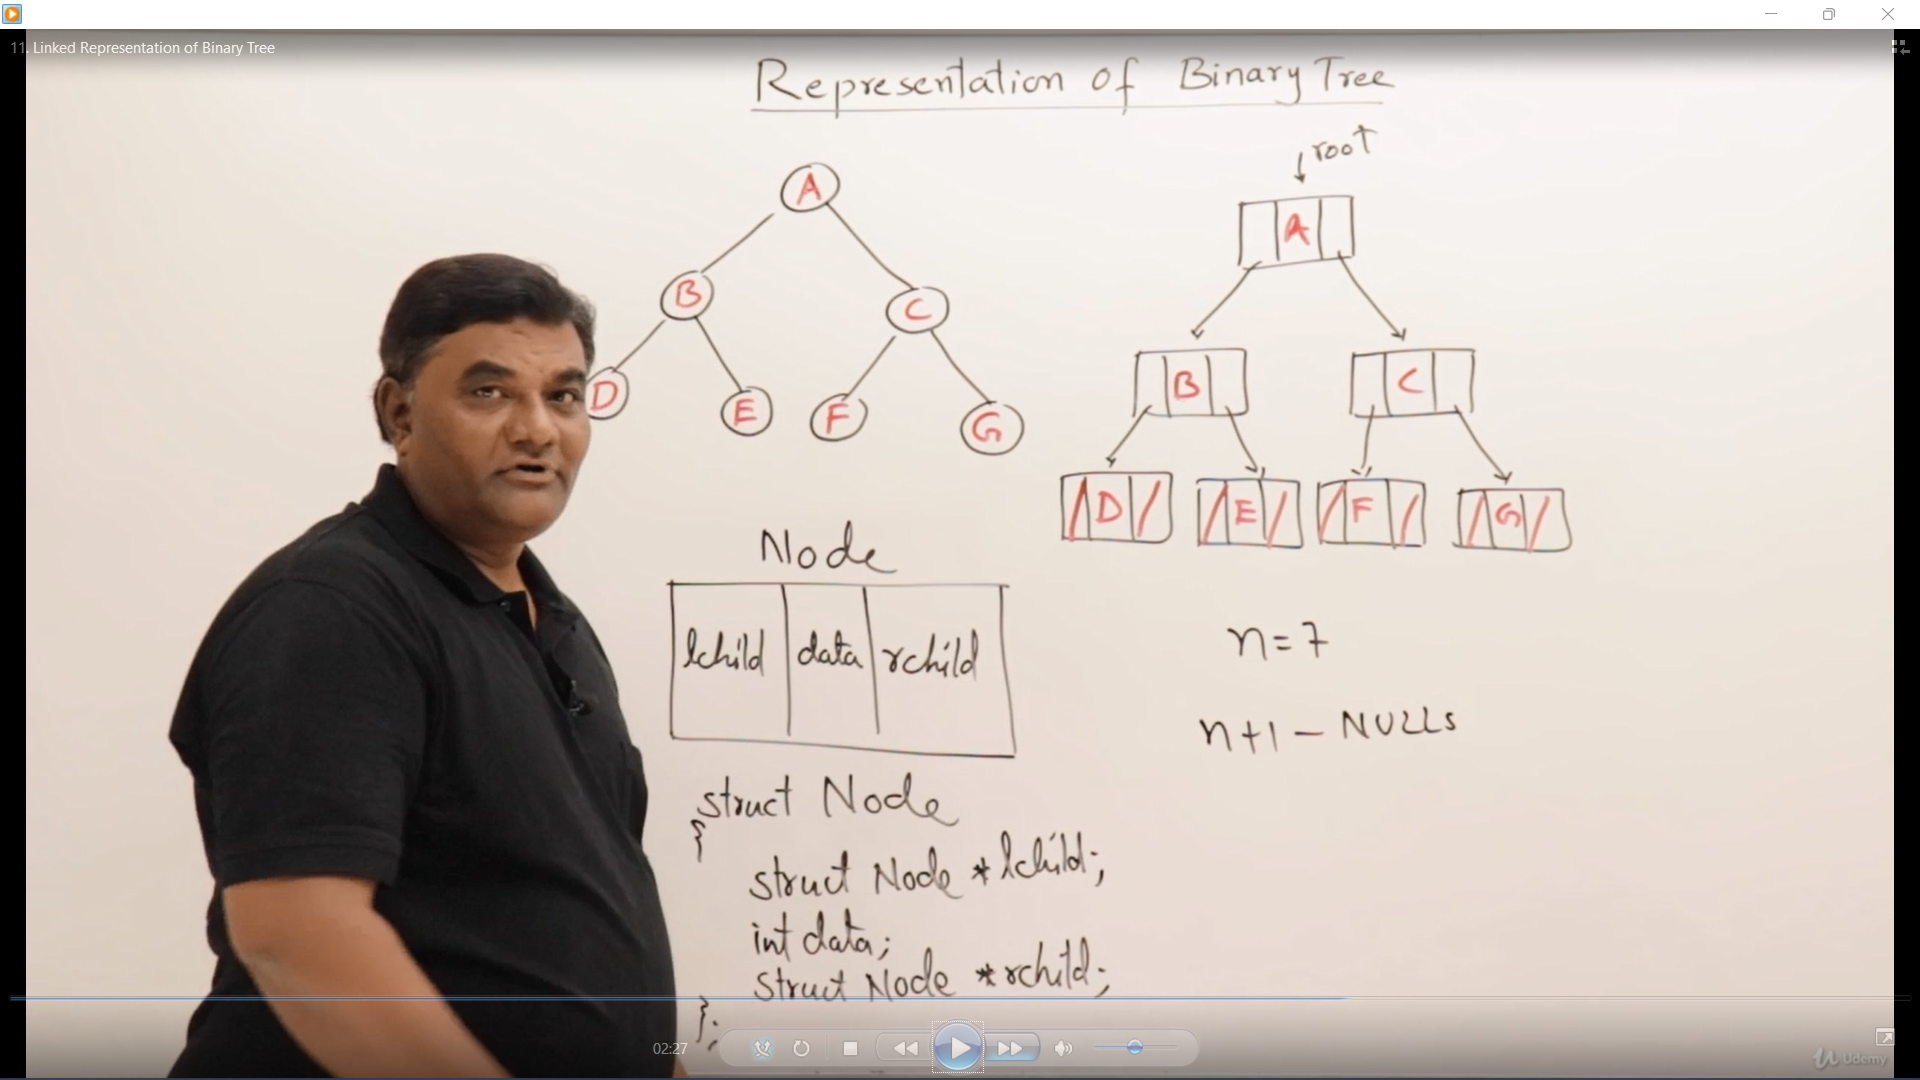 11. Linked Representation of Binary Tree
Representation of Binary Tree
root
A
B
C
D
E
F
G
A
B
C
D
E
F
G
Node
lchild data rchild
n=7
n+1 - NULLs
struct Node
{
struct Node *lchild;
int data;
struct Node *rchild;
};
02:27
Udemy